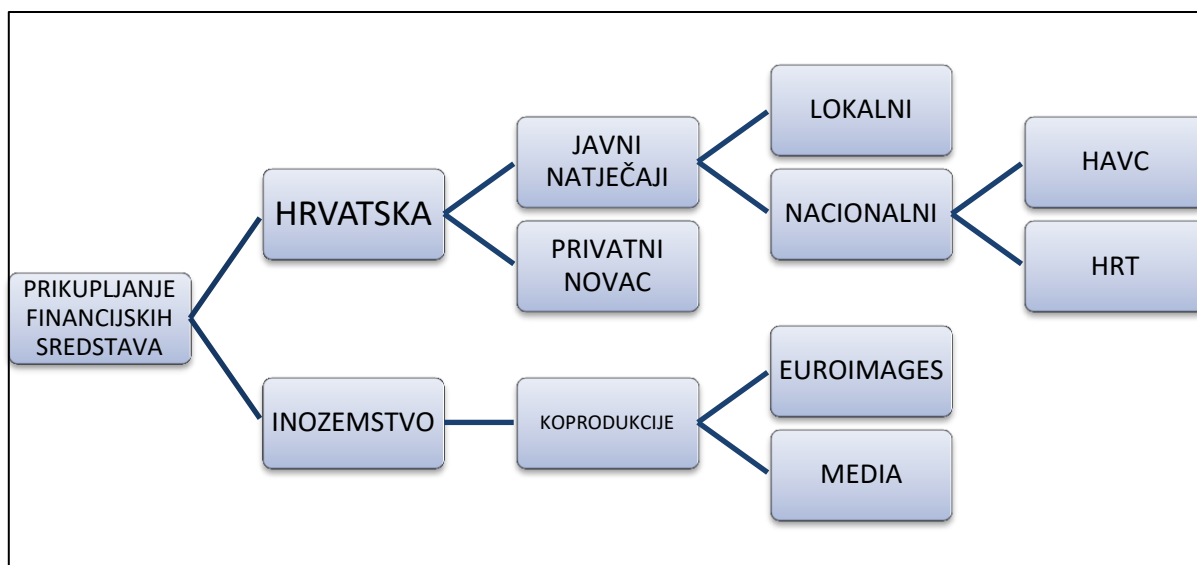 PRIKUPLJANJE
FINANCIJSKIH
SREDSTAVA
HRVATSKA
JAVNI
NATJEČAJI
LOKALNI
NACIONALNI
HAVC
HRT
PRIVATNI
NOVAC
INOZEMSTVO
KOPRODUKCIJE
EUROIMAGES
MEDIA